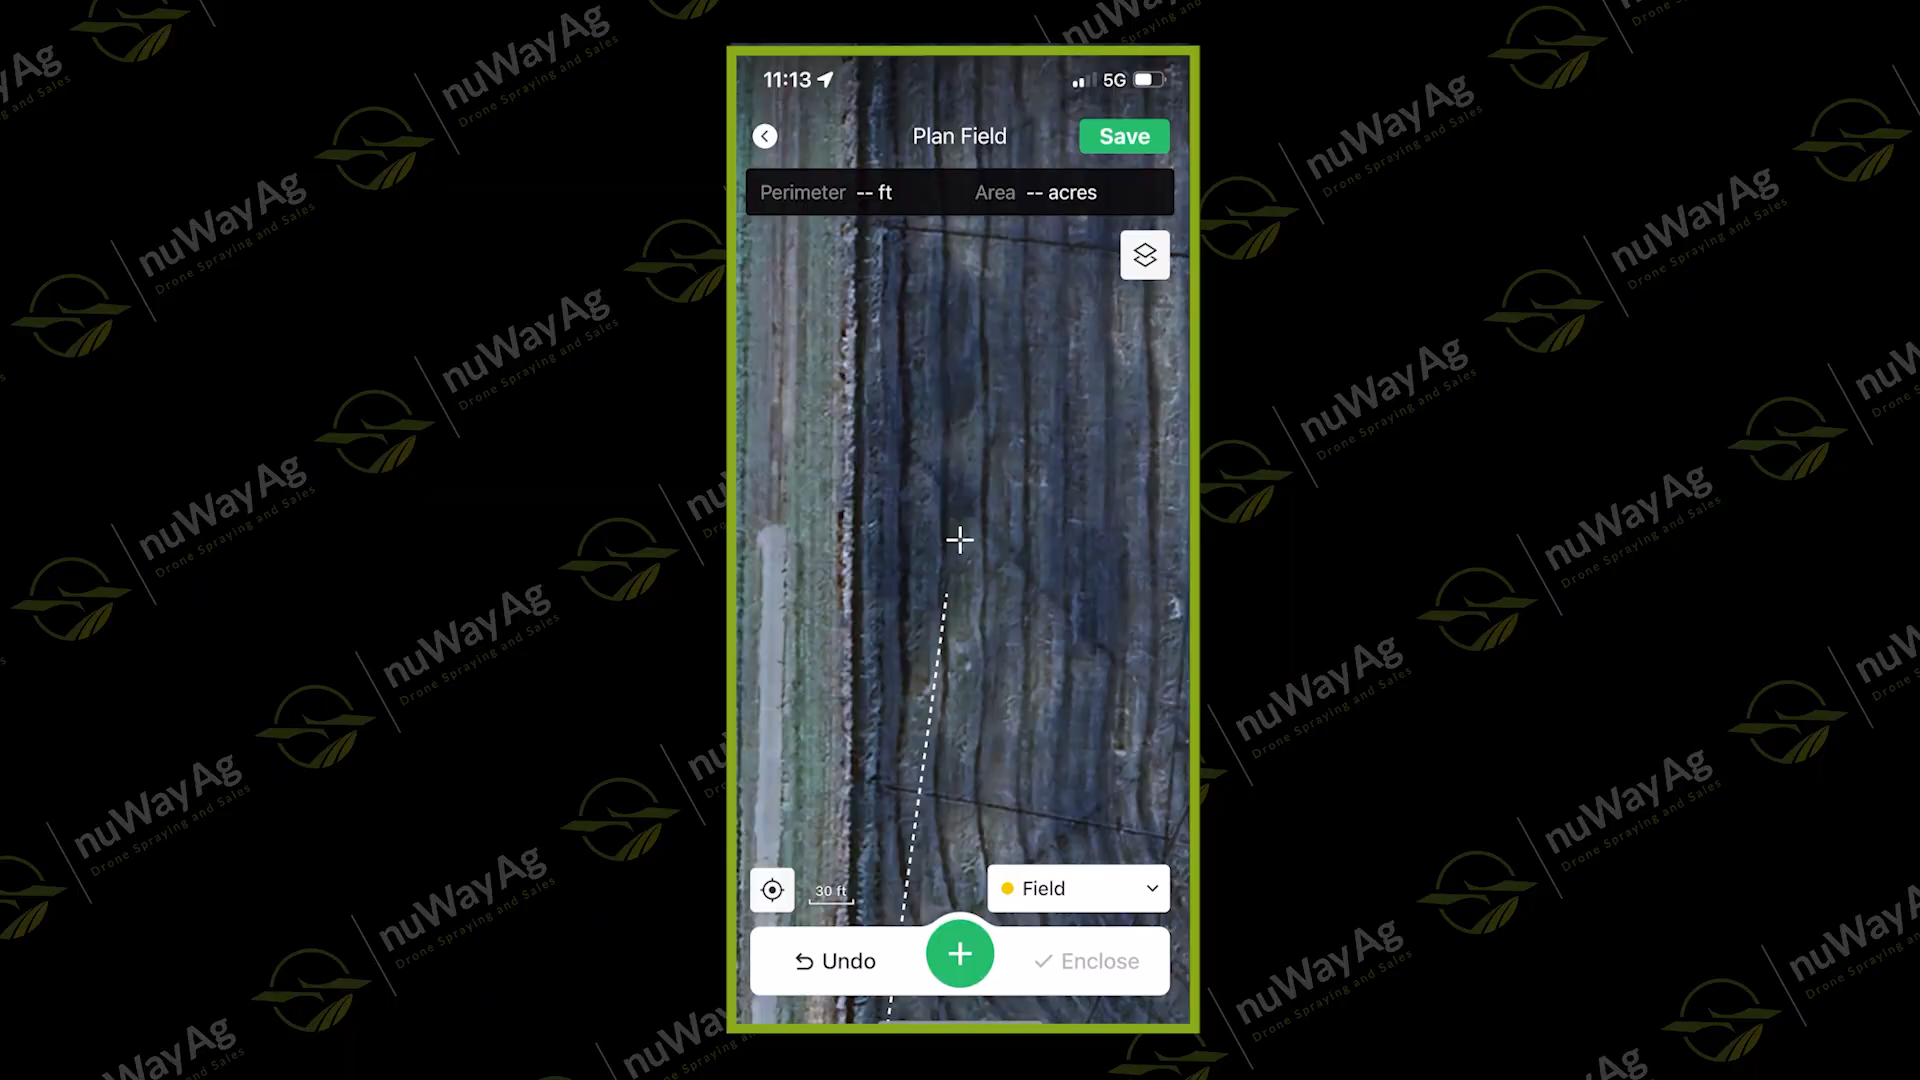 11:13
5G
Plan Field
Save
Perimeter -- ft
Area -- acres
30 ft
Field
Undo
Enclose
nuWayAg
Drone Spraying and Sales